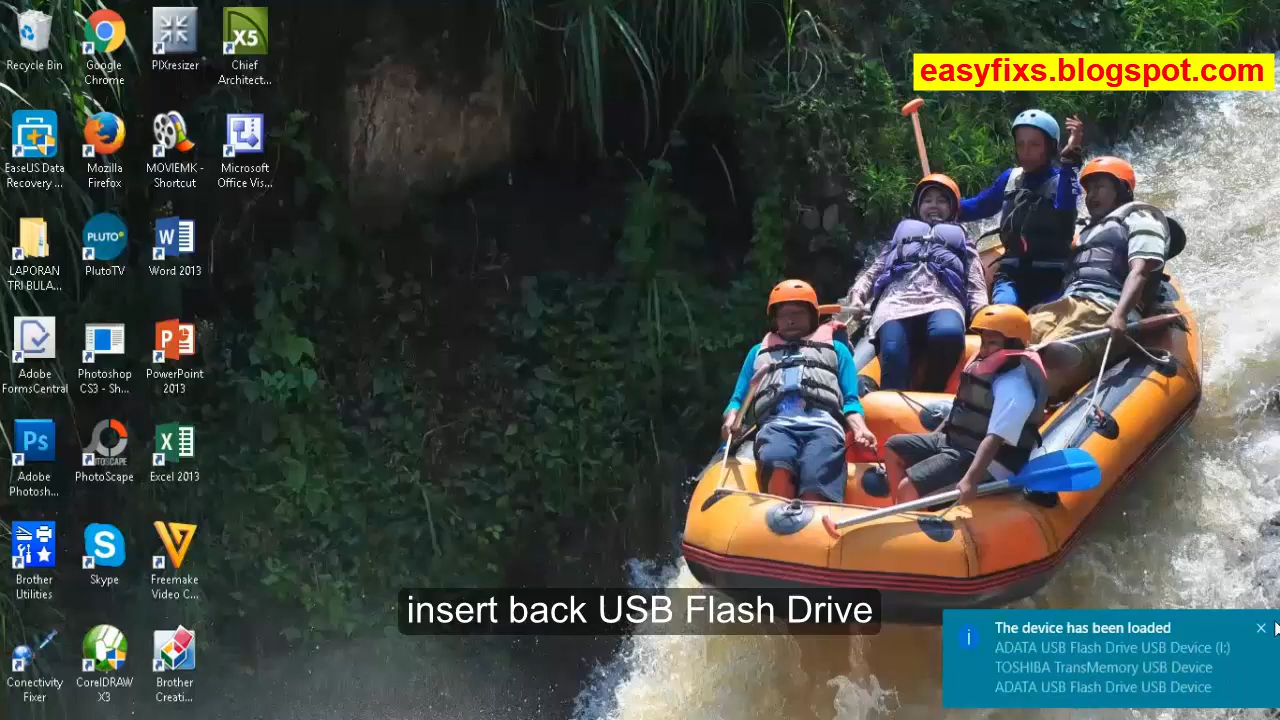 easyfixs.blogspot.com
Recycle Bin
Google
Chrome
PIXresizer
X5
Chief
Architect...
EaseUS Data
Recovery ...
Mozilla
Firefox
MOVIEMK -
Shortcut
Microsoft
Office Vis...
LAPORAN
TRI BULA...
PLUTO
PlutoTV
Word 2013
Adobe
FormsCentral
Photoshop
CS3 - Sh...
PowerPoint
2013
Ps
Adobe
Photosh...
PhotoScape
Excel 2013
Brother
Utilities
Skype
Freemake
Video C...
Conectivity
Fixer
CorelDRAW
X3
Brother
Creati...
insert back USB Flash Drive
The device has been loaded
ADATA USB Flash Drive USB Device (I:)
TOSHIBA TransMemory USB Device
ADATA USB Flash Drive USB Device